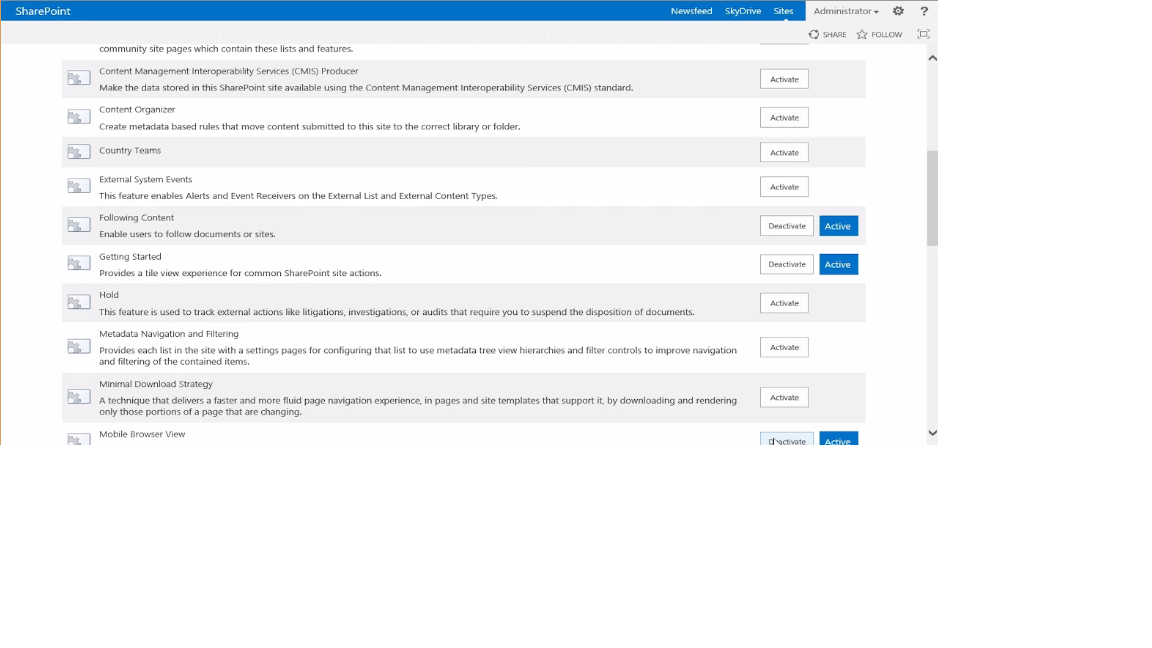 SharePoint
Newsfeed SkyDrive Sites Administrator ?
SHARE FOLLOW
community site pages which contain these lists and features.
Content Management Interoperability Services (CMIS) Producer
Make the data stored in this SharePoint site available using the Content Management Interoperability Services (CMIS) standard.
Activate
Content Organizer
Create metadata based rules that move content submitted to this site to the correct library or folder.
Activate
Country Teams
Activate
External System Events
This feature enables Alerts and Event Receivers on the External List and External Content Types.
Activate
Following Content
Enable users to follow documents or sites.
Deactivate Active
Getting Started
Provides a tile view experience for common SharePoint site actions.
Deactivate Active
Hold
This feature is used to track external actions like litigations, investigations, or audits that require you to suspend the disposition of documents.
Activate
Metadata Navigation and Filtering
Provides each list in the site with a settings pages for configuring that list to use metadata tree view hierarchies and filter controls to improve navigation
and filtering of the contained items.
Activate
Minimal Download Strategy
A technique that delivers a faster and more fluid page navigation experience, in pages and site templates that support it, by downloading and rendering
only those portions of a page that are changing.
Activate
Mobile Browser View
Deactivate Active